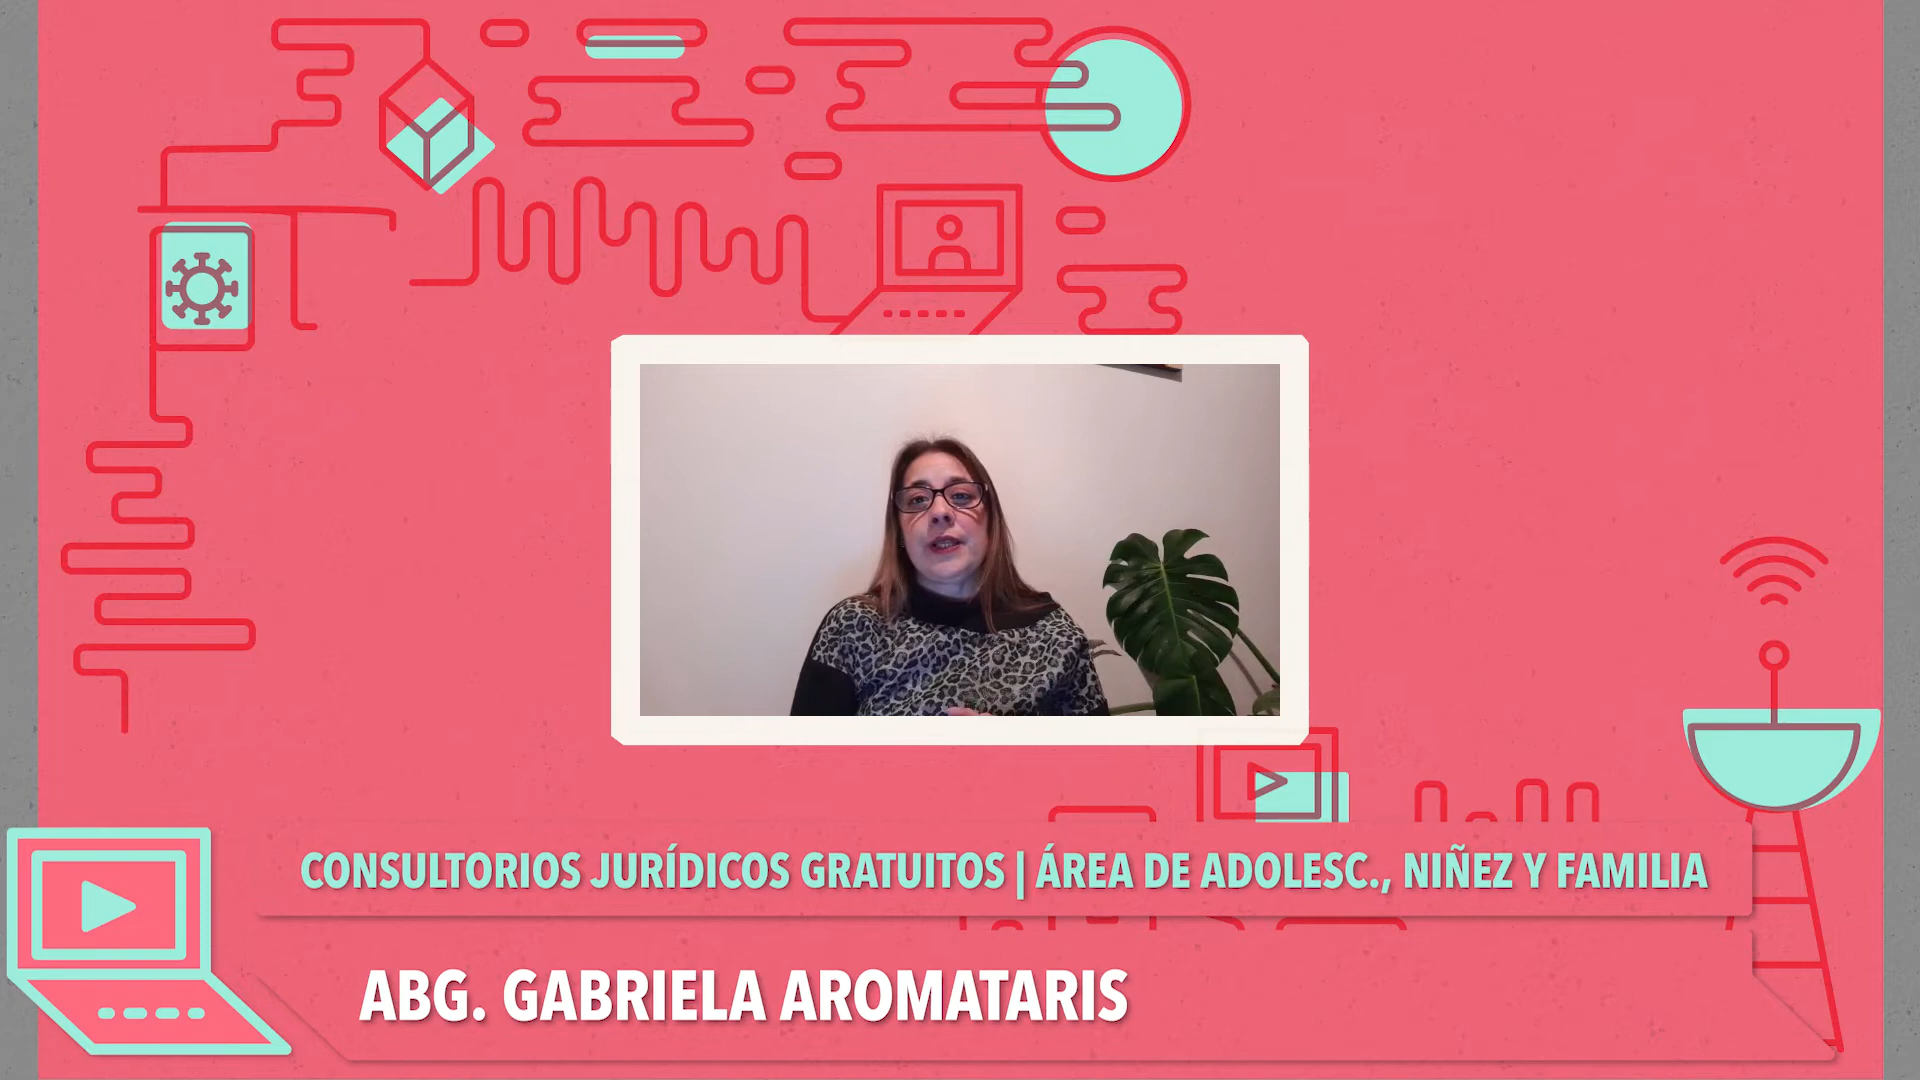 CONSULTORIOS JURÍDICOS GRATUITOS | ÁREA DE ADOLESC., NIÑEZ Y FAMILIA
ABG. GABRIELA AROMATARIS